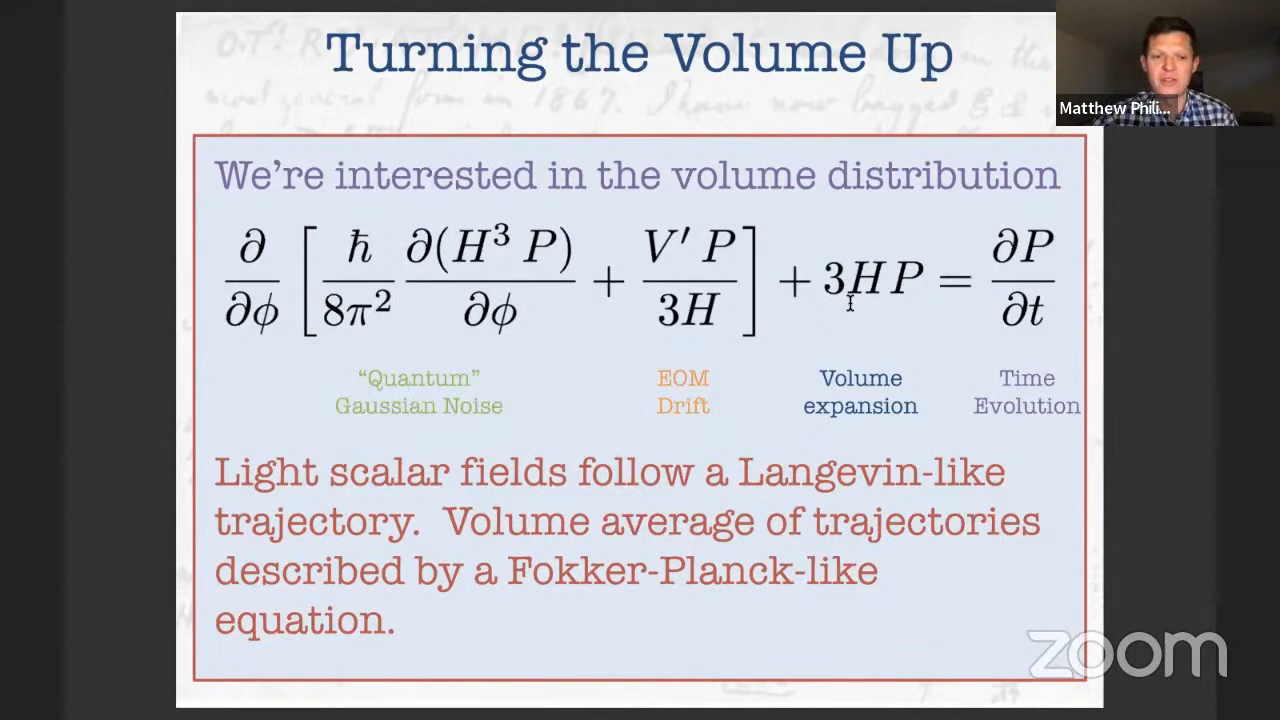 Turning the Volume Up
Matthew Phili...
We're interested in the volume distribution
∂/∂ϕ [ ℏ/8π² ∂(H³ P)/∂ϕ + V′ P/3H ] + 3HP = ∂P/∂t
“Quantum” EOM Volume Time
Gaussian Noise Drift expansion Evolution
Light scalar fields follow a Langevin-like
trajectory. Volume average of trajectories
described by a Fokker-Planck-like
equation.
zoom